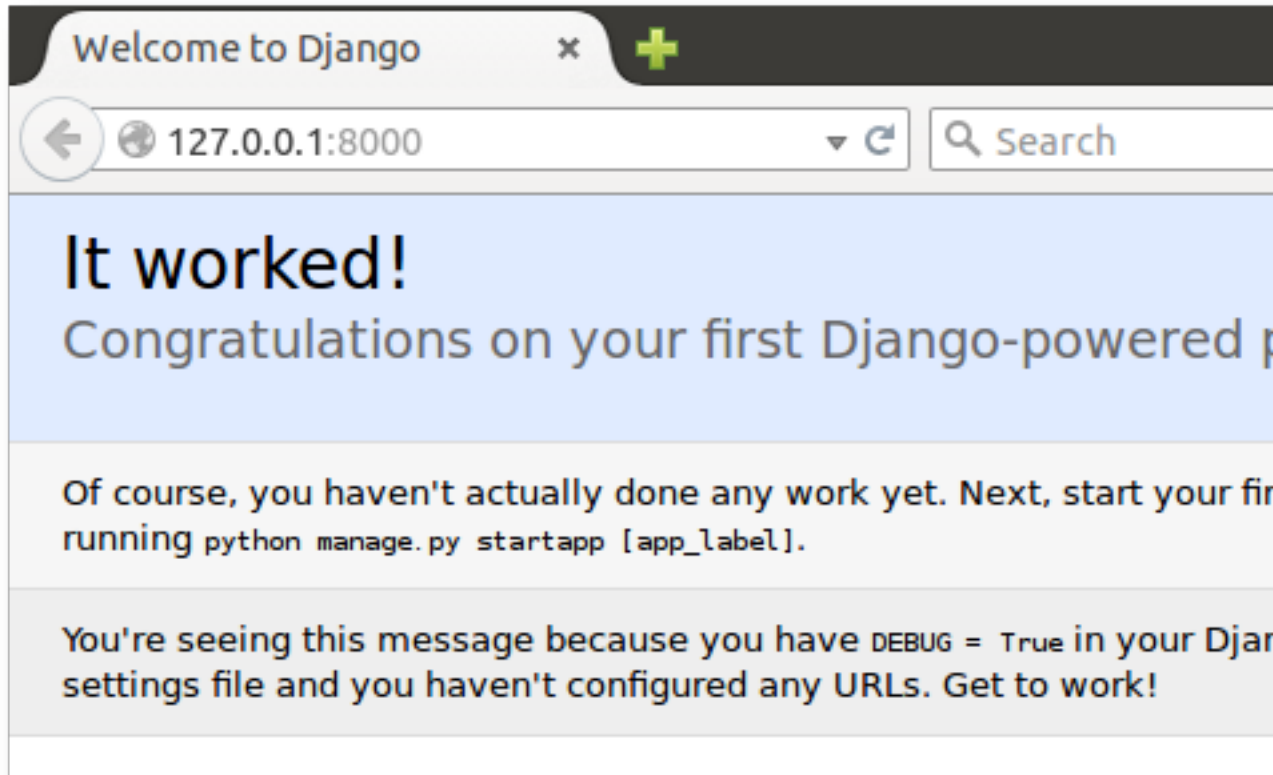 Welcome to Django
127.0.0.1:8000
Search
It worked!
Congratulations on your first Django-powered
Of course, you haven't actually done any work yet. Next, start your
running python manage.py startapp [app_label].
You're seeing this message because you have DEBUG = True in your
settings file and you haven't configured any URLs. Get to work!